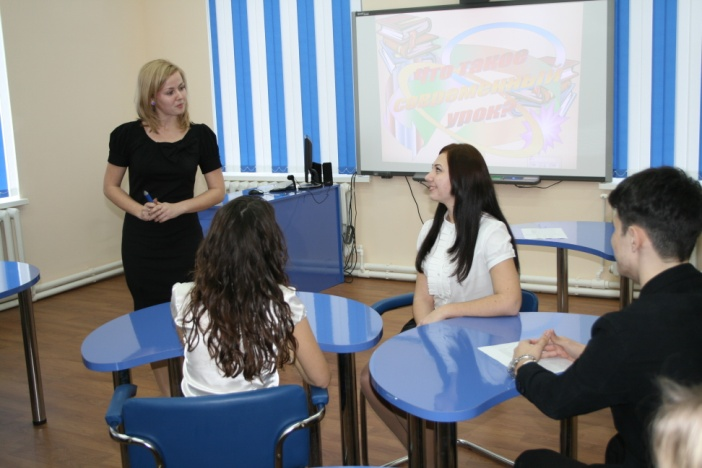 Что такое
современный
урок?